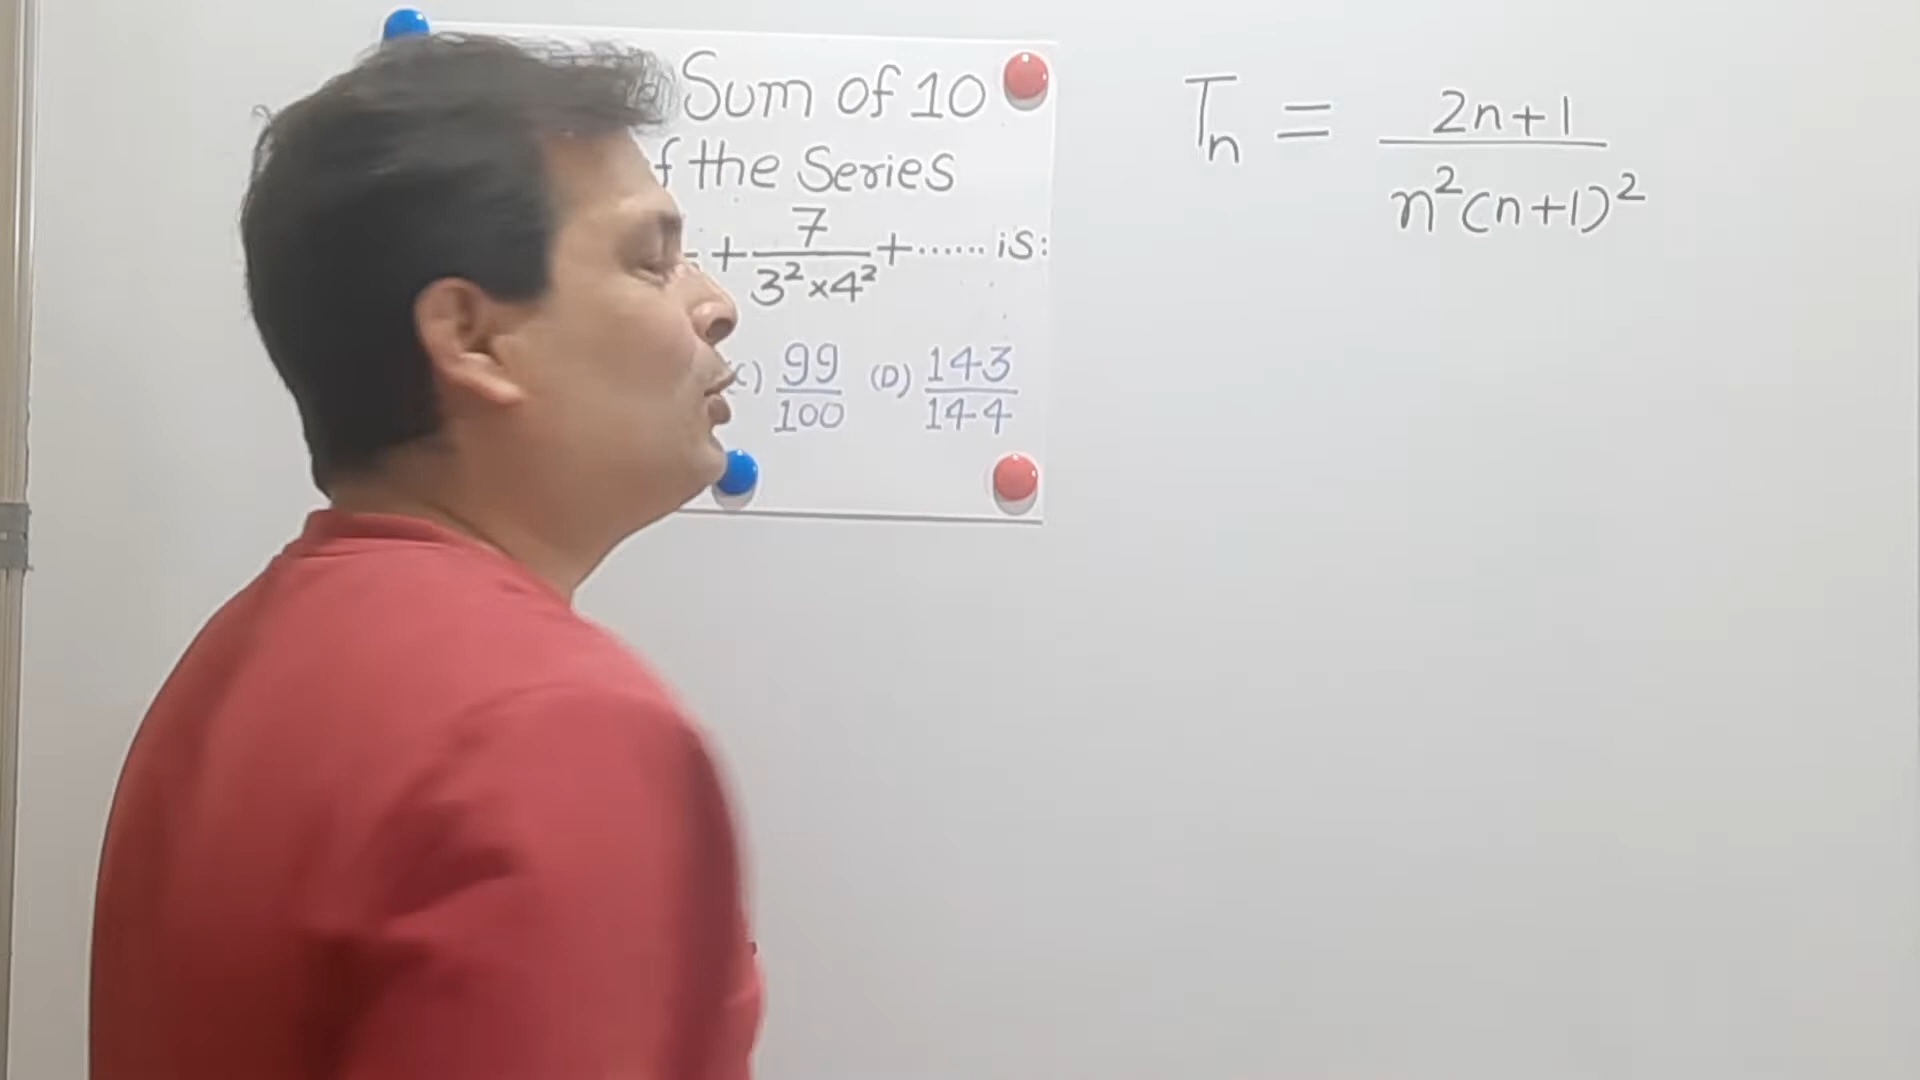 Sum of 10
f the Series
+ 7/(3²×4²) + ...... is:
(C) 99/100 (D) 143/144
Tn = (2n+1)/(n²(n+1)²)